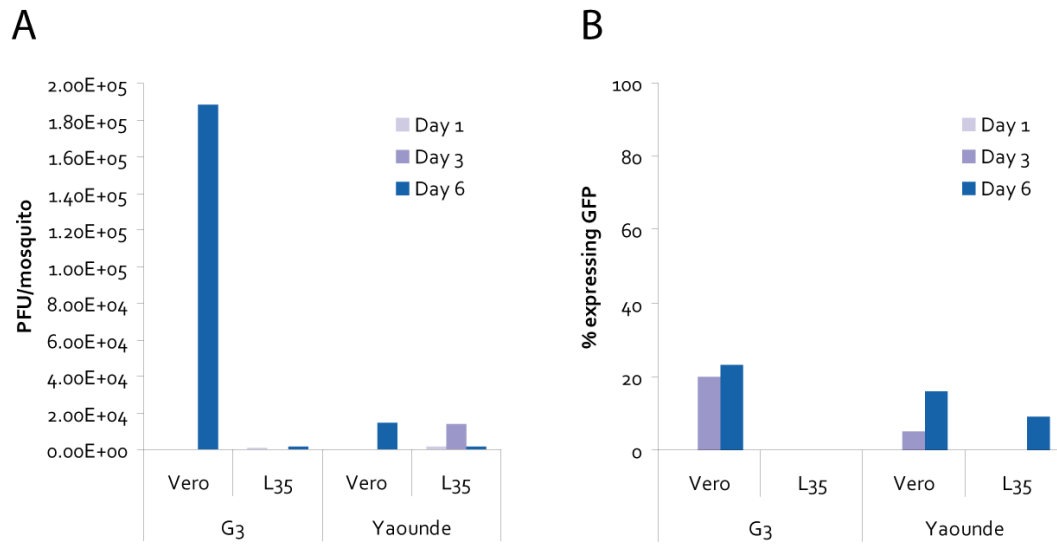 A
B
PFU/mosquito
2.00E+05
1.80E+05
1.60E+05
1.40E+05
1.20E+05
1.00E+05
8.00E+04
6.00E+04
4.00E+04
2.00E+04
0.00E+00
Day 1
Day 3
Day 6
Vero
L35
Vero
L35
G3
Yaounde
% expressing GFP
100
80
60
40
20
0
Day 1
Day 3
Day 6
Vero
L35
Vero
L35
G3
Yaounde